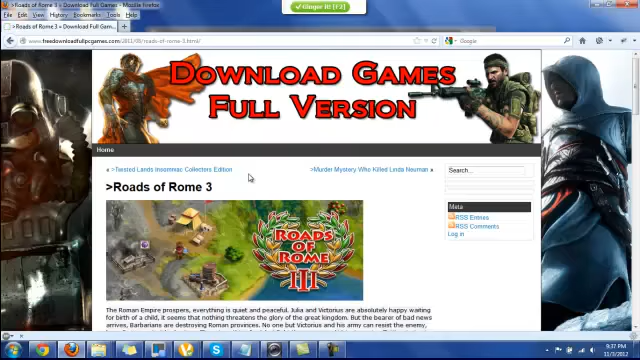 >Roads of Rome 3 » Download Full Games - Mozilla Firefox
Ginger It! [F2]
File Edit View History Bookmarks Tools Help
>Roads of Rome 3 » Download Full Gam...
www.freedownloadfullpcgames.com/2011/09/roads-of-rome-3.html/
Google
Download Games
Full Version
Home
« >Twisted Lands Insomniac Collectors Edition
>Murder Mystery Who Killed Linda Neuman »
Search...
>Roads of Rome 3
Meta
RSS Entries
RSS Comments
Log in
ROADS
OF
ROME
III
The Roman Empire prospers, everything is quiet and peaceful. Julia and Victorius are absolutely happy waiting
for birth of a child, it seems that nothing threatens the glory of the great kingdom. But the bearer of bad news
arrives, Barbarians are destroying Roman provinces. No one but Victorius and his army can resist the enemy,
9:37 PM